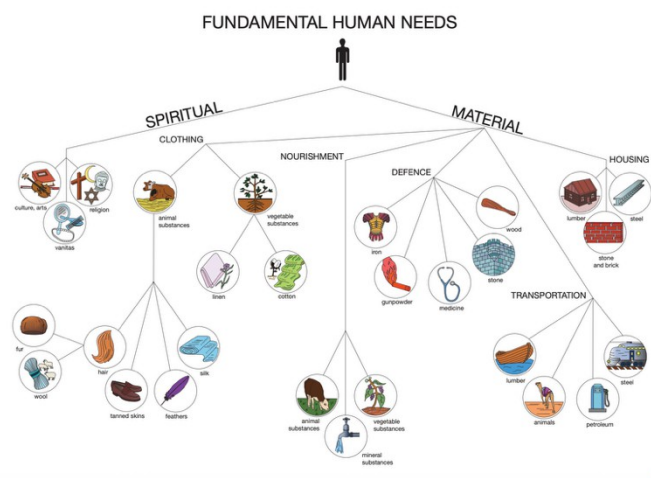 FUNDAMENTAL HUMAN NEEDS
SPIRITUAL
MATERIAL
CLOTHING
NOURISHMENT
DEFENCE
HOUSING
culture, arts
religion
vanitas
animal
substances
vegetable
substances
linen
cotton
fur
wool
hair
tanned skins
feathers
silk
animal
substances
vegetable
substances
mineral
substances
iron
gunpowder
medicine
stone
wood
lumber
steel
stone
and brick
TRANSPORTATION
lumber
animals
petroleum
steel